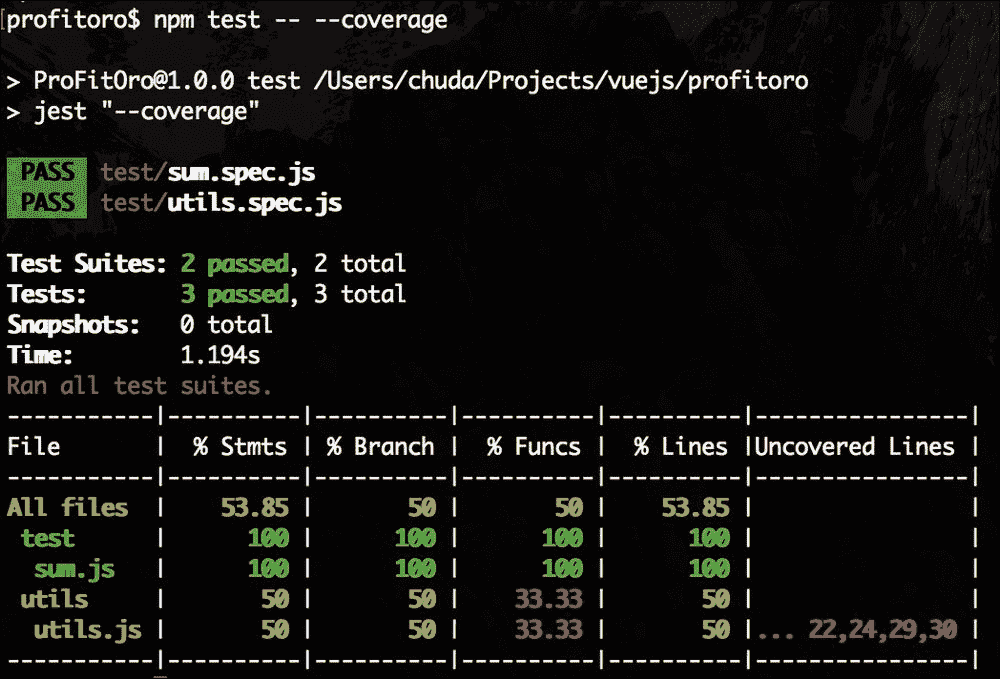 [profitoro$ npm test -- --coverage
> ProFitOro@1.0.0 test /Users/chuda/Projects/vuejs/profitoro
> jest "--coverage"
PASS test/sum.spec.js
PASS test/utils.spec.js
Test Suites: 2 passed, 2 total
Tests: 3 passed, 3 total
Snapshots: 0 total
Time: 1.194s
Ran all test suites.
-----------|----------|----------|----------|----------|----------------|
File | % Stmts | % Branch | % Funcs | % Lines |Uncovered Lines |
-----------|----------|----------|----------|----------|----------------|
All files | 53.85 | 50 | 50 | 53.85 | |
test | 100 | 100 | 100 | 100 | |
sum.js | 100 | 100 | 100 | 100 | |
utils | 50 | 50 | 33.33 | 50 | |
utils.js | 50 | 50 | 33.33 | 50 |... 22,24,29,30 |
-----------|----------|----------|----------|----------|----------------|